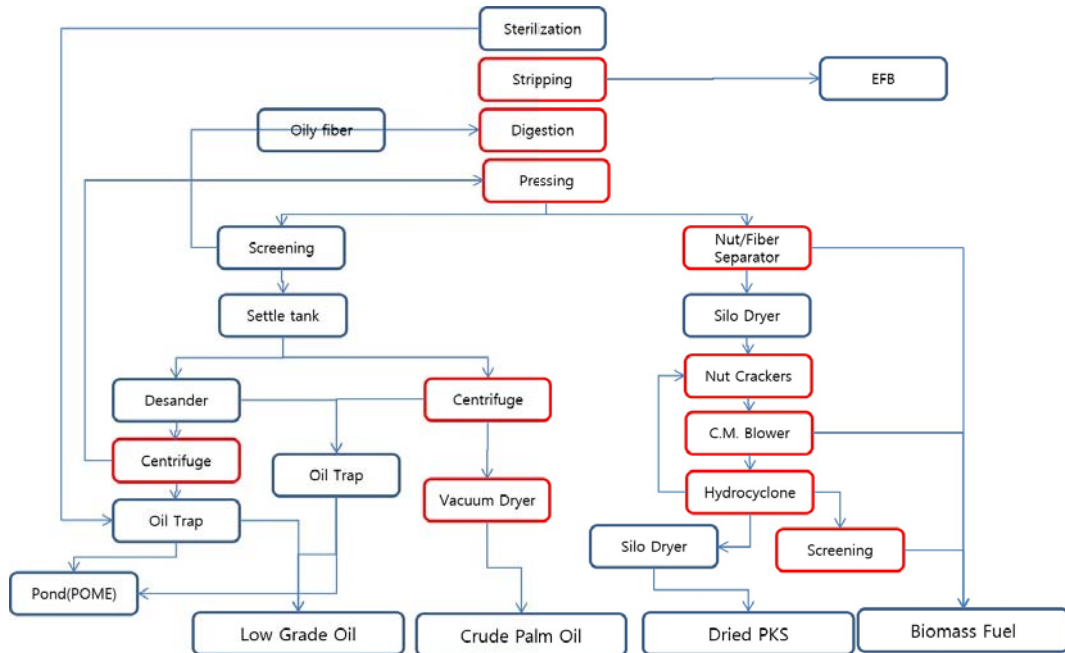 Sterilization
Stripping
EFB
Oily fiber
Digestion
Pressing
Screening
Nut/Fiber
Separator
Settle tank
Silo Dryer
Desander
Centrifuge
Nut Crackers
C.M. Blower
Centrifuge
Oil Trap
Vacuum Dryer
Hydrocyclone
Oil Trap
Silo Dryer
Screening
Pond(POME)
Low Grade Oil
Crude Palm Oil
Dried PKS
Biomass Fuel